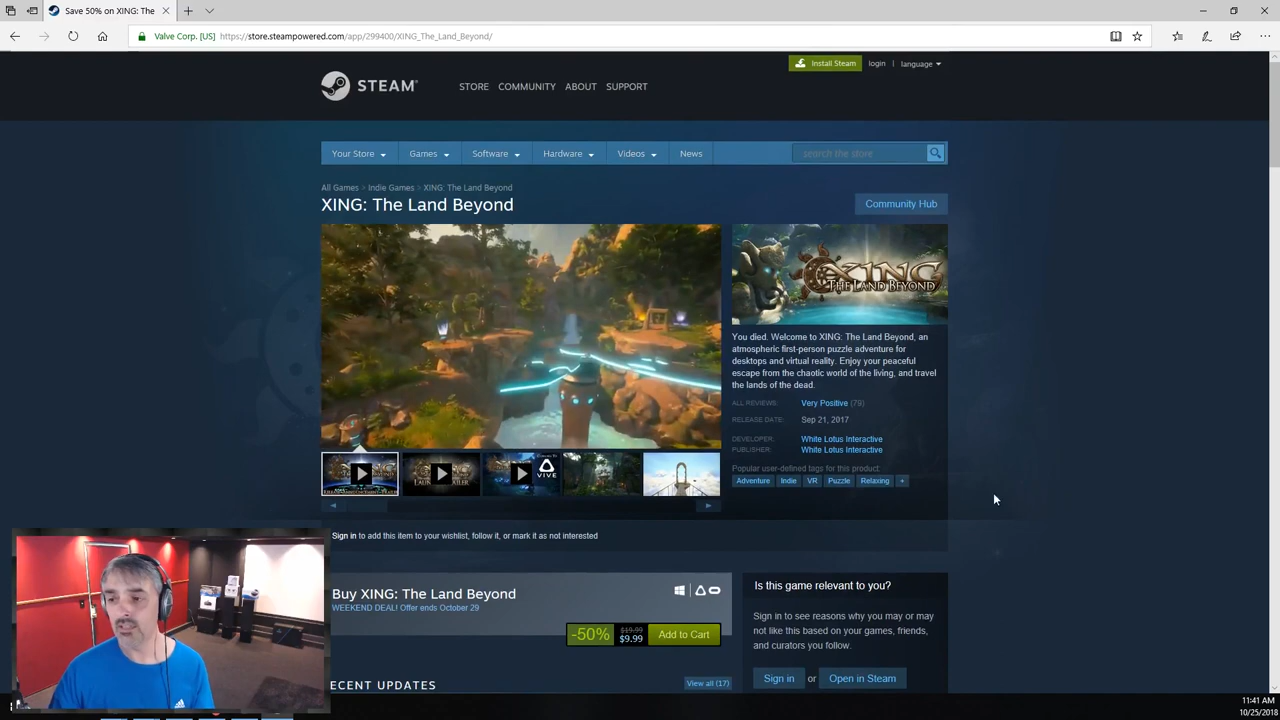 Save 50% on XING: The
Valve Corp. [US] https://store.steampowered.com/app/299400/XING_The_Land_Beyond/
Install Steam login | language
STEAM® STORE COMMUNITY ABOUT SUPPORT
Your Store Games Software Hardware Videos News search the store
All Games > Indie Games > XING: The Land Beyond
XING: The Land Beyond
Community Hub
XING
THE LAND BEYOND
You died. Welcome to XING: The Land Beyond, an
atmospheric first-person puzzle adventure for
desktops and virtual reality. Enjoy your peaceful
escape from the chaotic world of the living, and travel
the lands of the dead.
ALL REVIEWS: Very Positive (79)
RELEASE DATE: Sep 21, 2017
DEVELOPER: White Lotus Interactive
PUBLISHER: White Lotus Interactive
Popular user-defined tags for this product:
Adventure Indie VR Puzzle Relaxing +
VIVE
Sign in to add this item to your wishlist, follow it, or mark it as not interested
Buy XING: The Land Beyond
WEEKEND DEAL! Offer ends October 29
-50% $19.99 $9.99 Add to Cart
Is this game relevant to you?
Sign in to see reasons why you may or may
not like this based on your games, friends,
and curators you follow.
Sign in or Open in Steam
ECENT UPDATES View all (17)
11:41 AM
10/25/2018